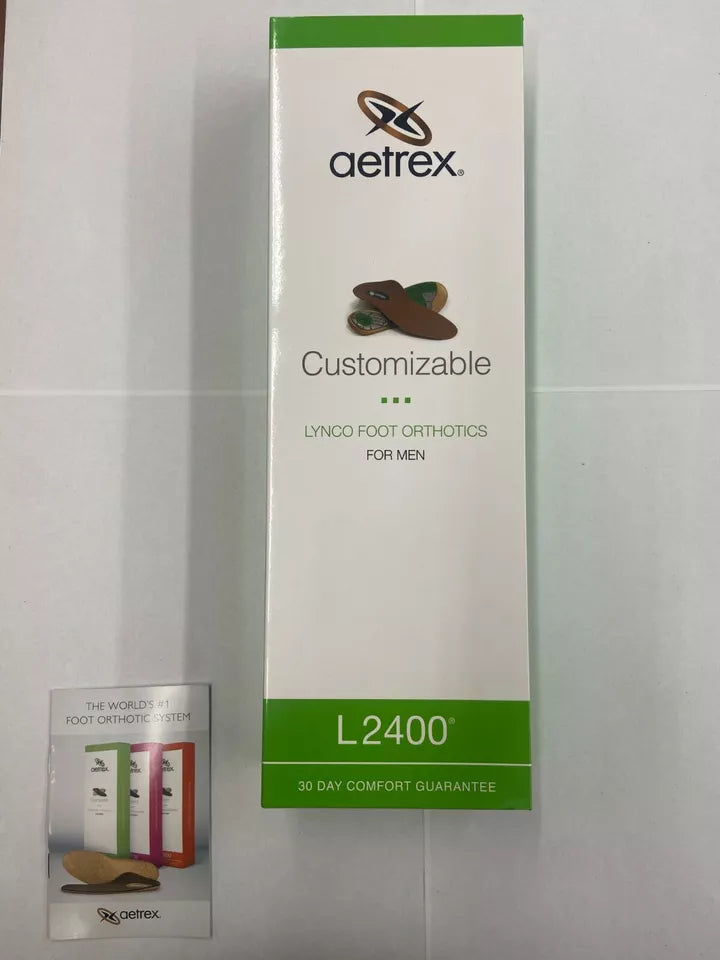 aetrex®
Customizable
LYNCO FOOT ORTHOTICS
FOR MEN
L2400®
30 DAY COMFORT GUARANTEE
THE WORLD'S #1
FOOT ORTHOTIC SYSTEM
aetrex
aetrex